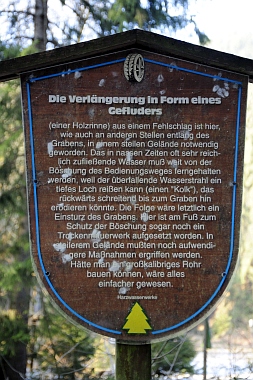 Die Verlängerung in Form eines
Gefluders
(einer Holzrinne) aus einem Fehlschlag ist hier,
wie auch an anderen Stellen entlang des
Grabens, in einem stellen Gelände notwendig
geworden. Das in nassen Zeiten oft sehr reich-
lich zufließende Wasser muß weit von der
Böschung des Bedienungsweges ferngehalten
werden, weil der überfallende Wasserstrahl ein
tiefes Loch reißen kann (einen "Kolk"), das
rückwärts schreitend bis zum Graben hin
erodieren könnte. Die Folge wäre letztlich ein
Einsturz des Grabens. Hier ist am Fuß zum
Schutz der Böschung sogar noch ein
Trockenmauerwerk aufgesetzt worden. In
steilerem Gelände mußten noch aufwendi-
gere Maßnahmen ergriffen werden.
Hätte man großkalibriges Rohr
bauen können, wäre alles
einfacher gewesen.
Harzwasserwerke